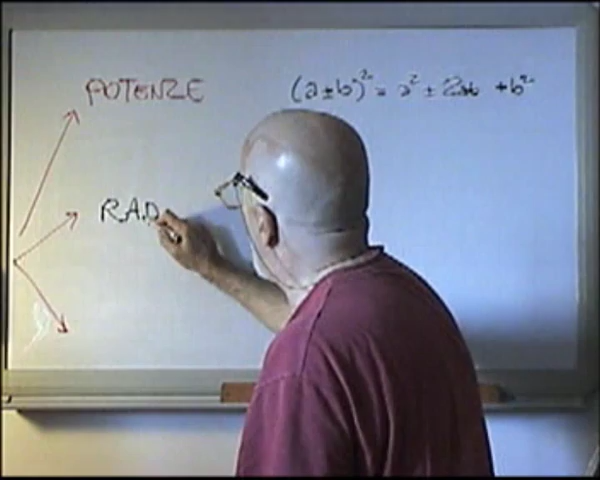 POTENZE
(a±b)² = a² ± 2ab + b²
RAD